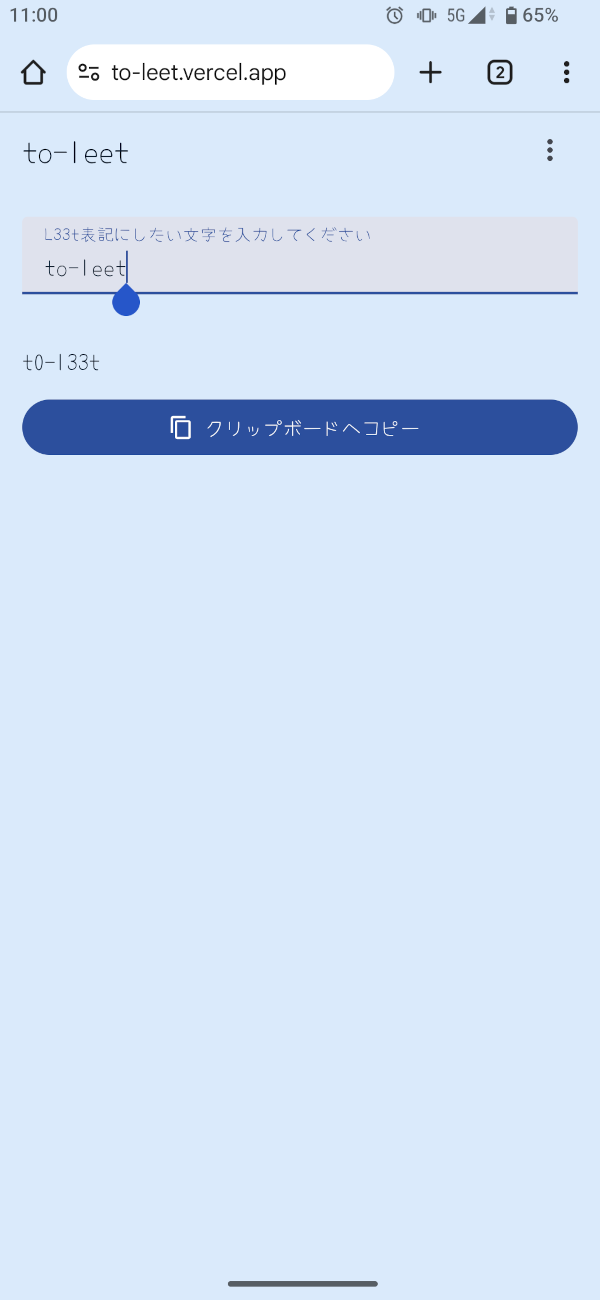 11:00 5G 65%
to-leet.vercel.app 2
to-leet
L33t表記にしたい文字を入力してください
to-leet
t0-l33t
クリップボードへコピー